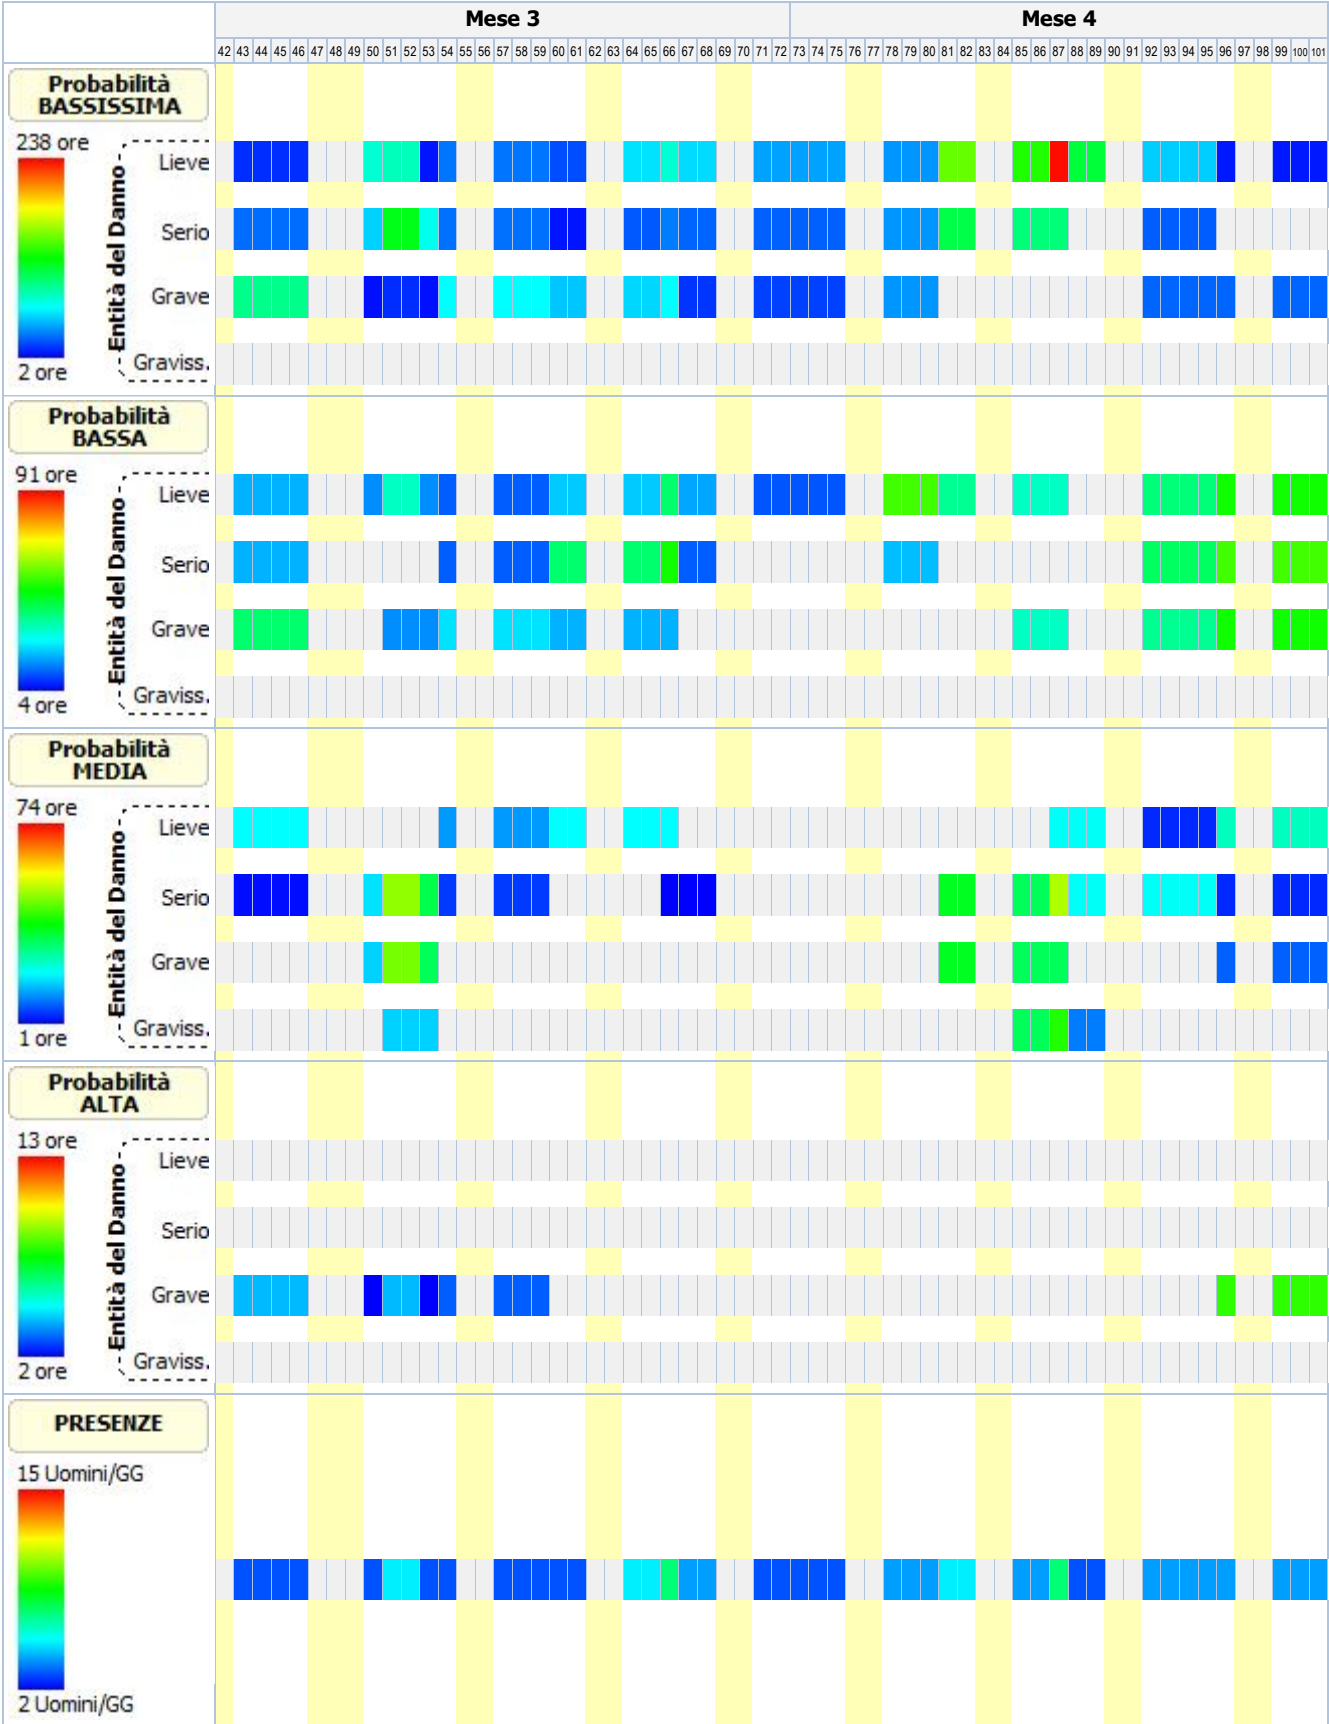 Mese 3 Mese 4
42 43 44 45 46 47 48 49 50 51 52 53 54 55 56 57 58 59 60 61 62 63 64 65 66 67 68 69 70 71 72 73 74 75 76 77 78 79 80 81 82 83 84 85 86 87 88 89 90 91 92 93 94 95 96 97 98 99 100 101
Probabilità
BASSISSIMA
238 ore
Entità del Danno
Lieve
Serio
Grave
Graviss.
2 ore
Probabilità
BASSA
91 ore
Entità del Danno
Lieve
Serio
Grave
Graviss.
4 ore
Probabilità
MEDIA
74 ore
Entità del Danno
Lieve
Serio
Grave
Graviss.
1 ore
Probabilità
ALTA
13 ore
Entità del Danno
Lieve
Serio
Grave
Graviss.
2 ore
PRESENZE
15 Uomini/GG
2 Uomini/GG